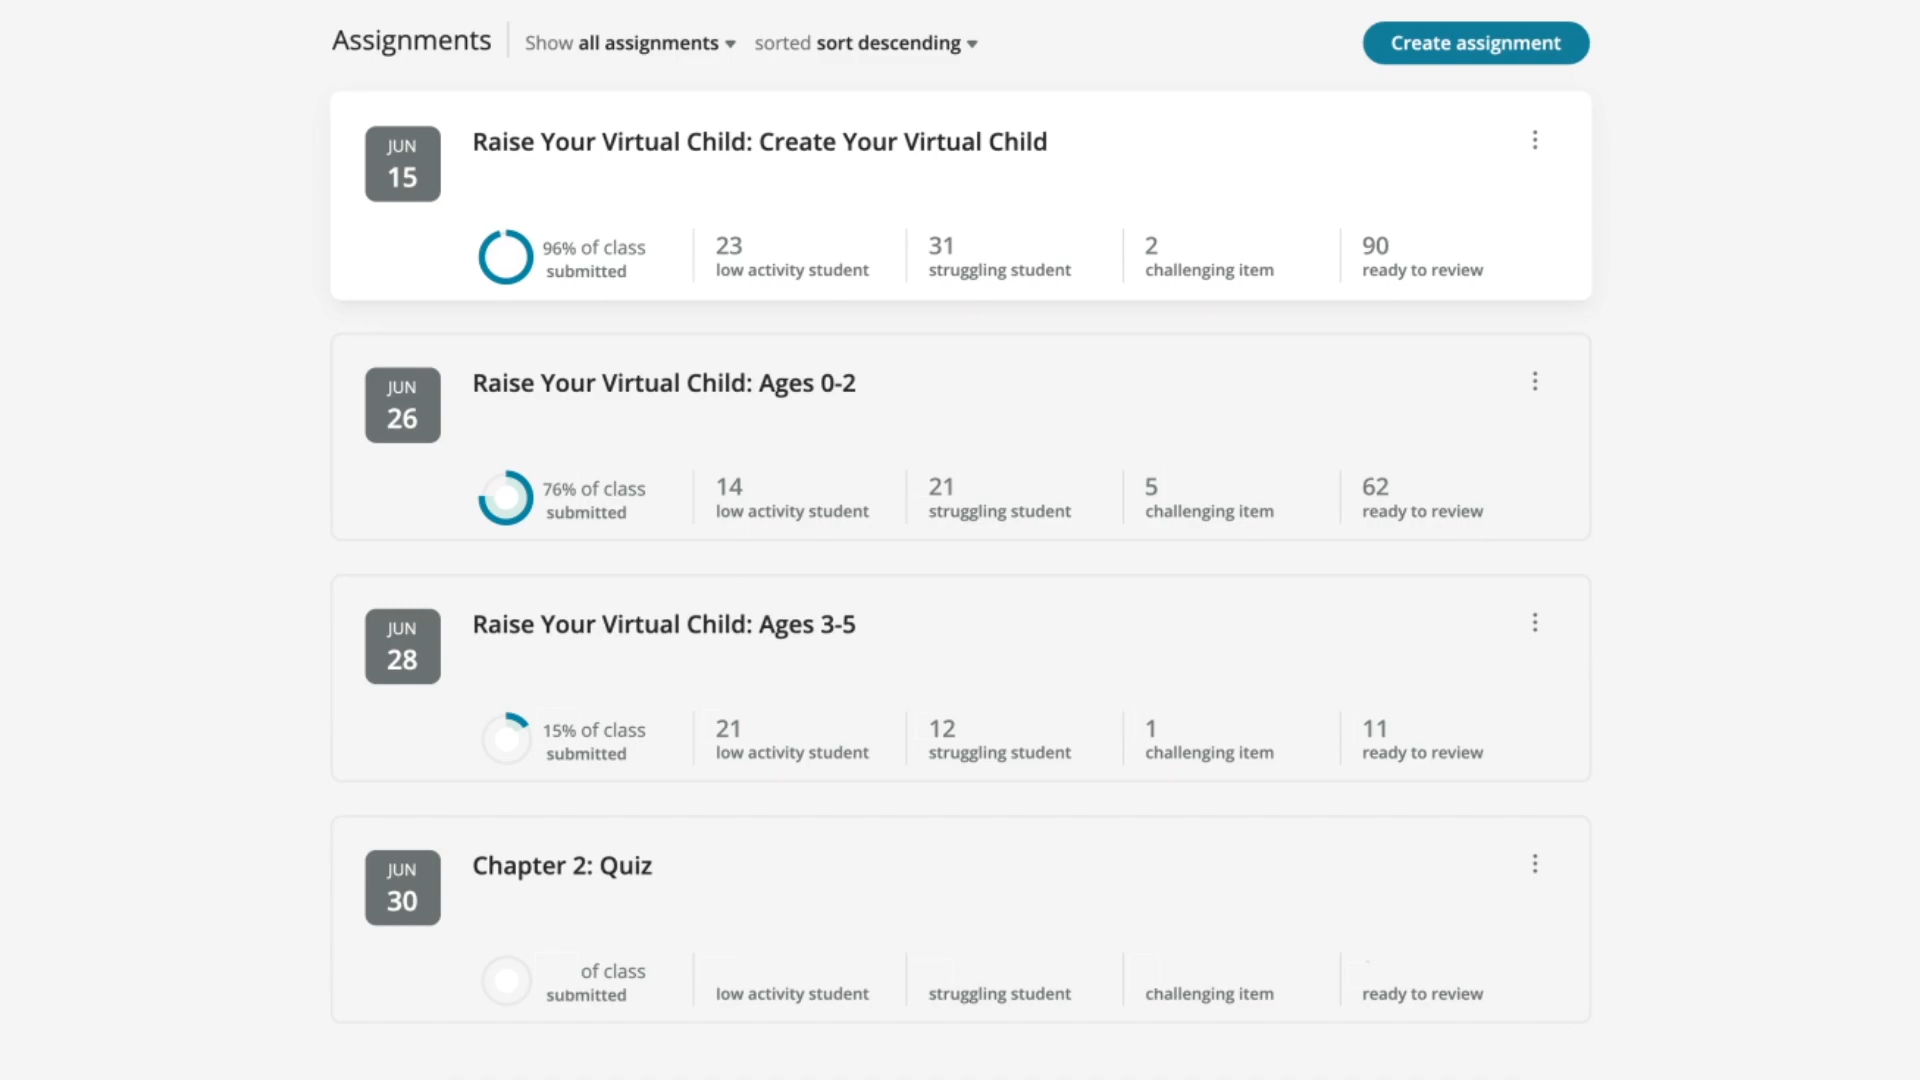 Assignments Show all assignments sorted sort descending Create assignment
JUN
15
Raise Your Virtual Child: Create Your Virtual Child
96% of class
submitted
23
low activity student
31
struggling student
2
challenging item
90
ready to review
JUN
26
Raise Your Virtual Child: Ages 0-2
76% of class
submitted
14
low activity student
21
struggling student
5
challenging item
62
ready to review
JUN
28
Raise Your Virtual Child: Ages 3-5
15% of class
submitted
21
low activity student
12
struggling student
1
challenging item
11
ready to review
JUN
30
Chapter 2: Quiz
of class
submitted
low activity student
struggling student
challenging item
ready to review